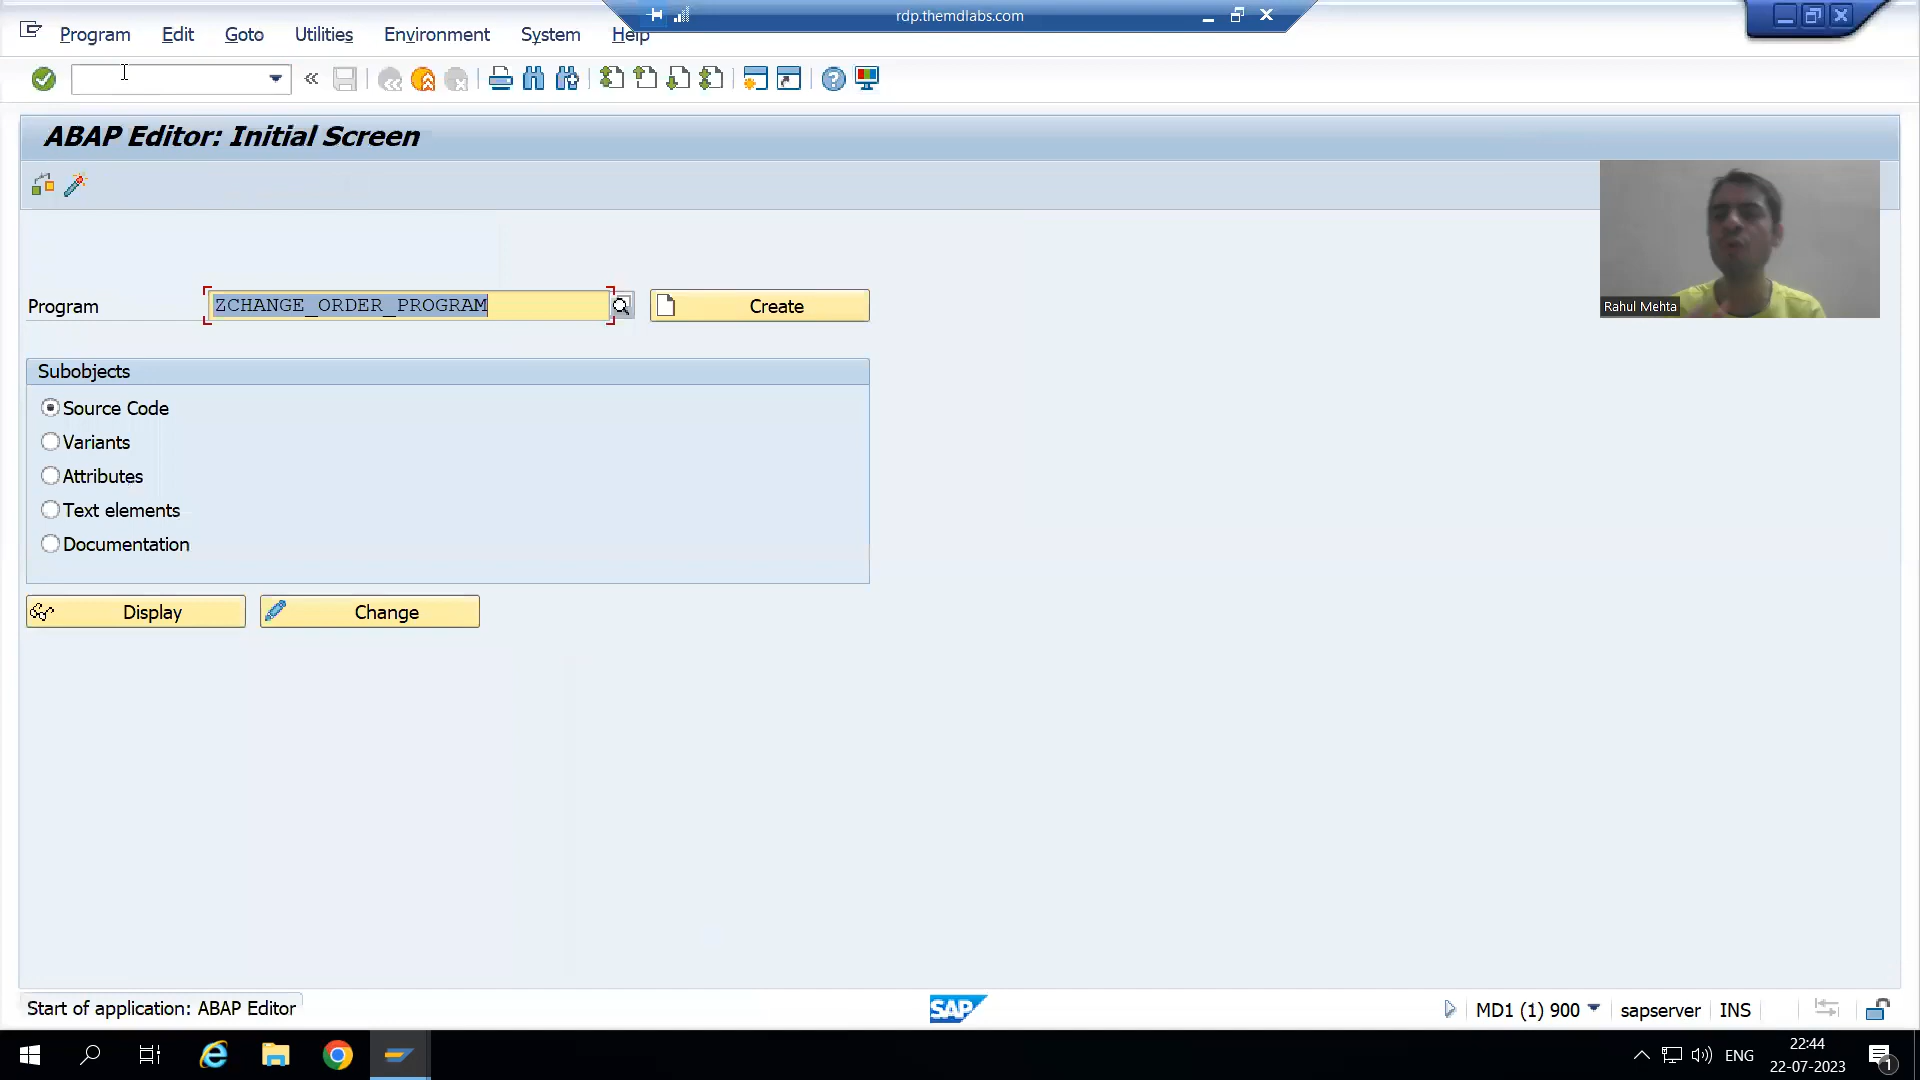 rdp.themdlabs.com
Program Edit Goto Utilities Environment System Help
ABAP Editor: Initial Screen
Rahul Mehta
Program ZCHANGE_ORDER_PROGRAM Create
Subobjects
Source Code
Variants
Attributes
Text elements
Documentation
Display Change
Start of application: ABAP Editor SAP MD1 (1) 900 sapserver INS
22:44
ENG
22-07-2023
1